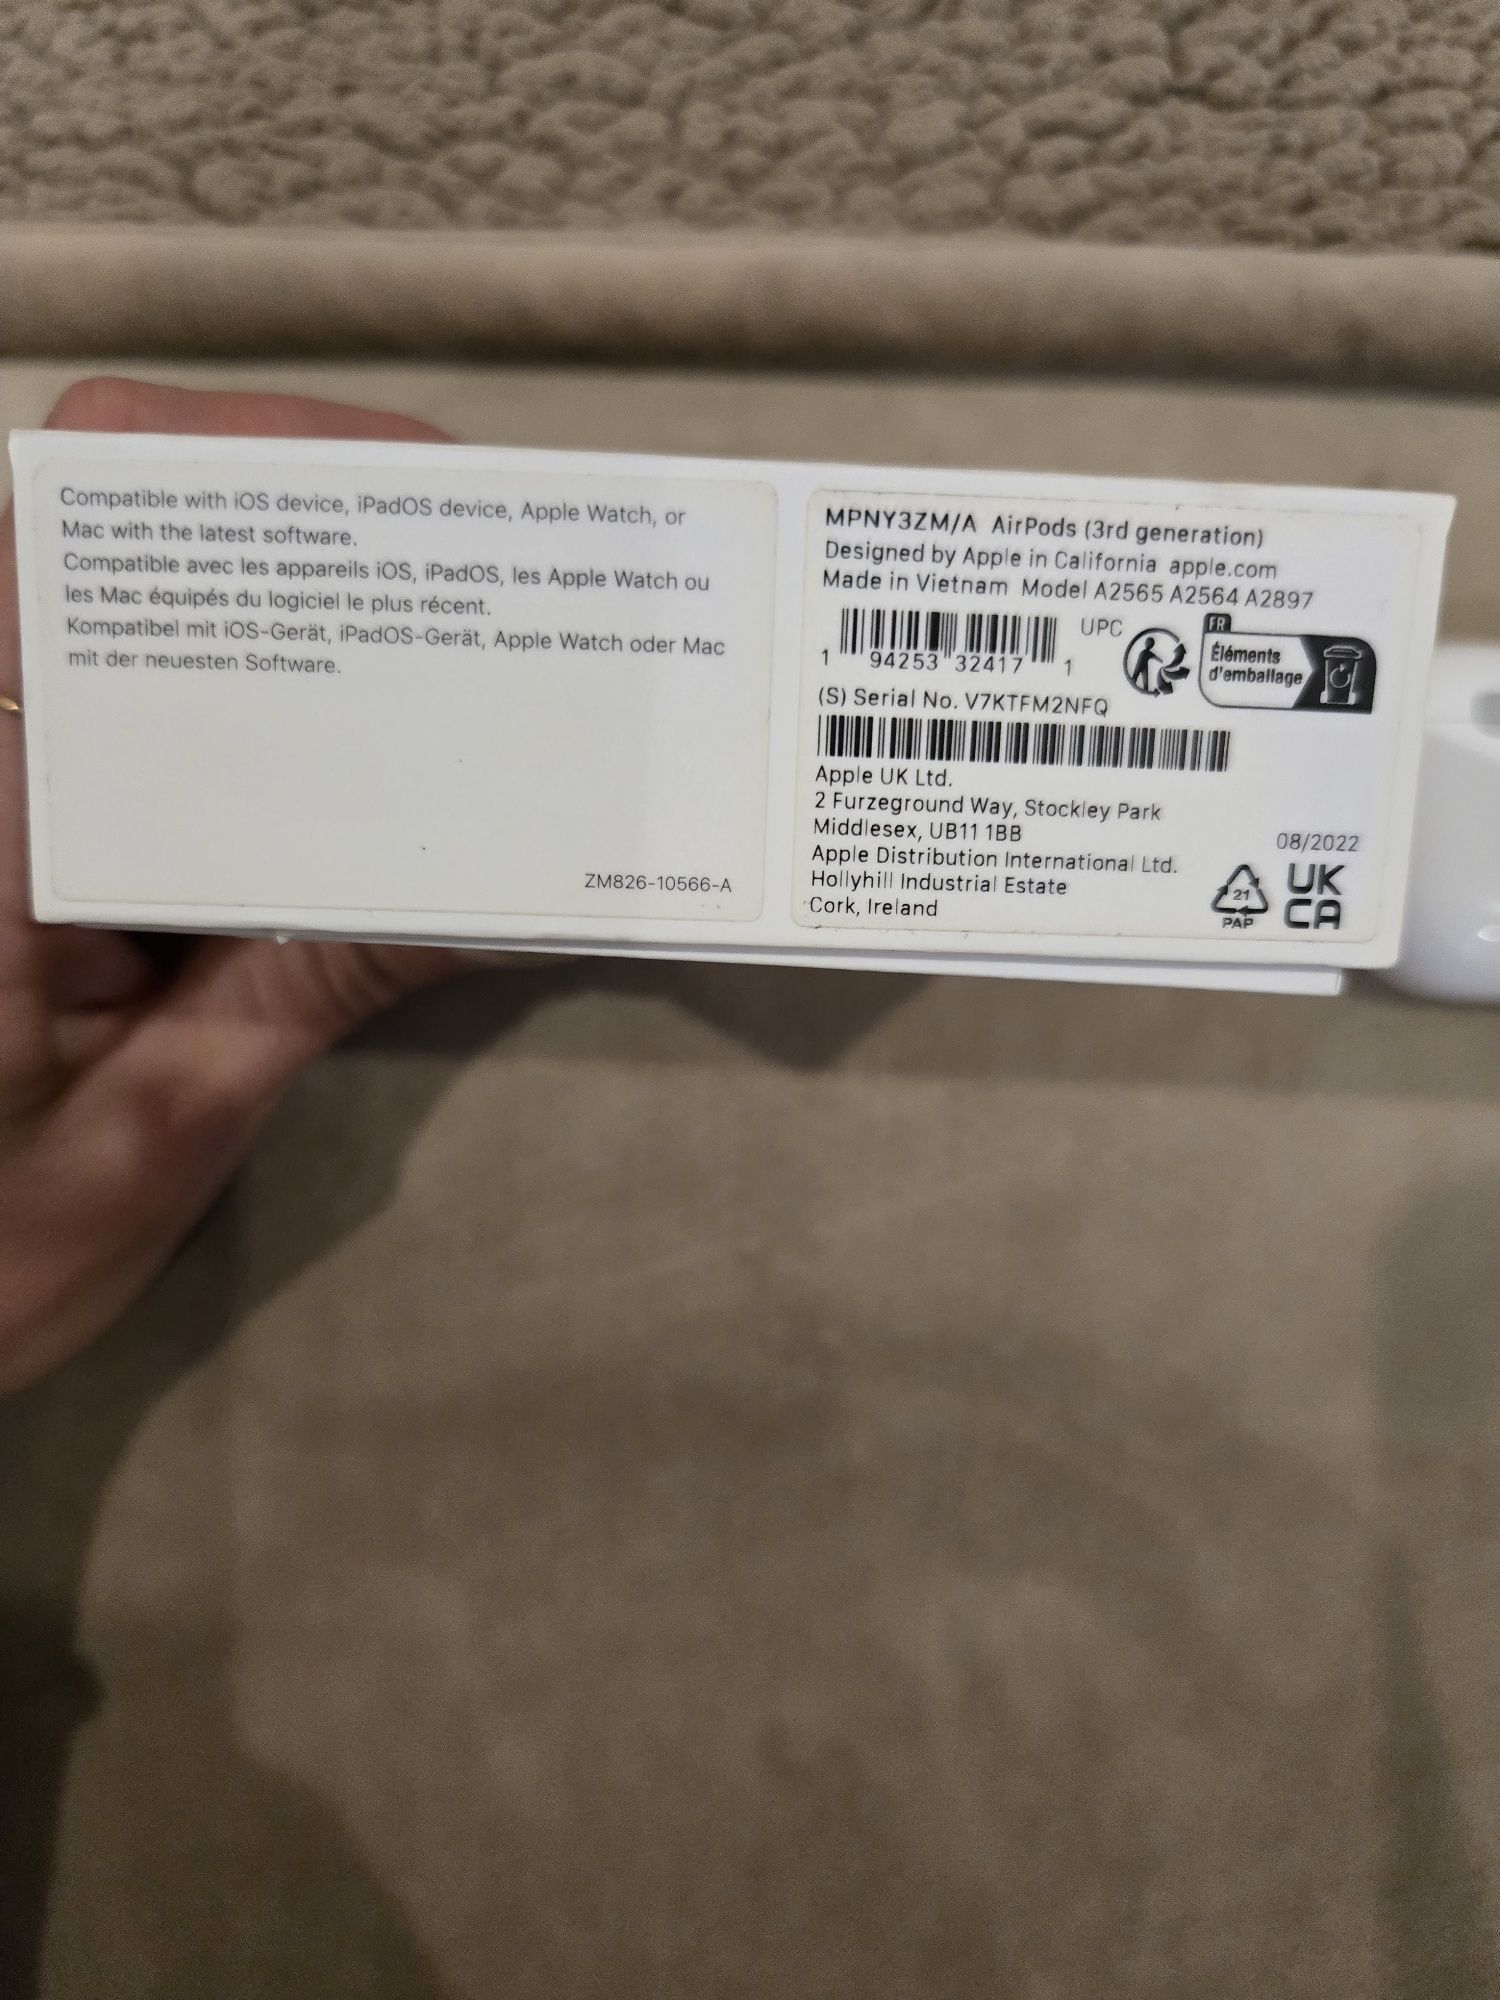 Compatible with iOS device, iPadOS device, Apple Watch, or
Mac with the latest software.
Compatible avec les appareils iOS, iPadOS, les Apple Watch ou
les Mac équipés du logiciel le plus récent.
Kompatibel mit iOS-Gerät, iPadOS-Gerät, Apple Watch oder Mac
mit der neuesten Software.
ZM826-10566-A
MPNY3ZM/A AirPods (3rd generation)
Designed by Apple in California apple.com
Made in Vietnam Model A2565 A2564 A2897
UPC
1 94253 32417 1
FR
Éléments
d'emballage
(S) Serial No. V7KTFM2NFQ
Apple UK Ltd.
2 Furzeground Way, Stockley Park
Middlesex, UB11 1BB
Apple Distribution International Ltd.
Hollyhill Industrial Estate
Cork, Ireland
08/2022
21
PAP
UK
CA